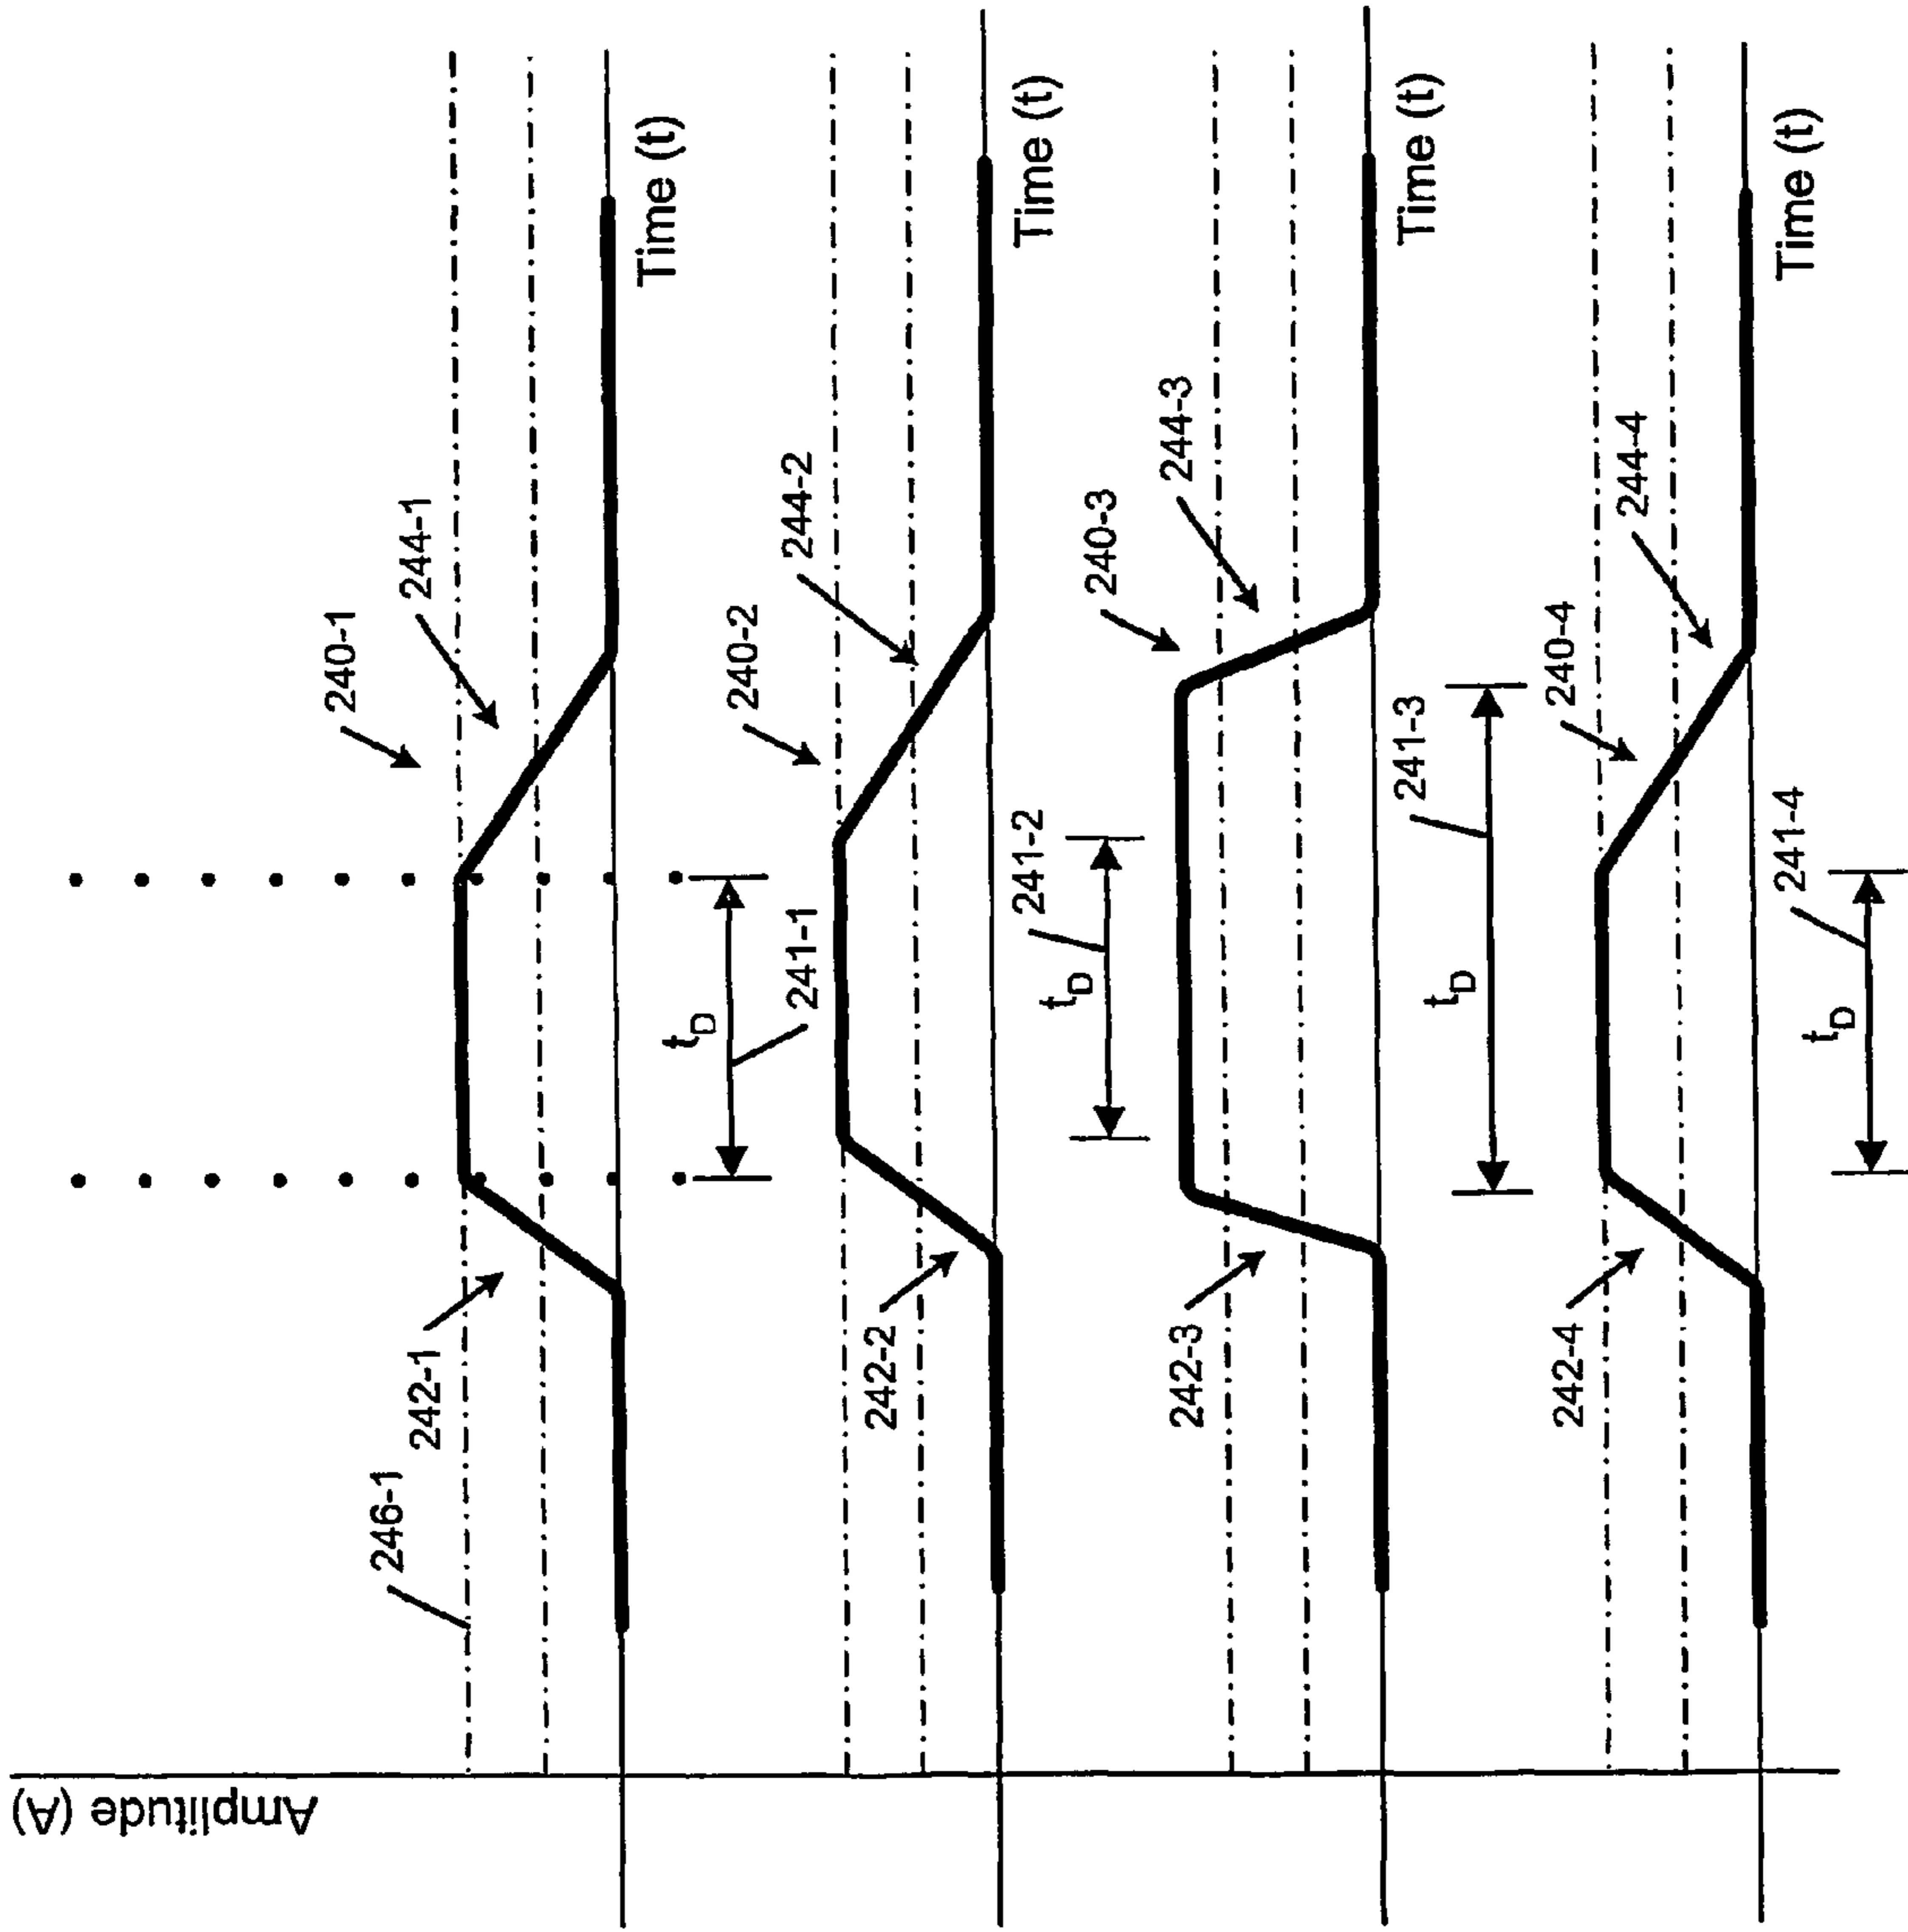 Amplitude (A)
240-1
246-1
242-1
244-1
Time (t)
t_D
241-1
240-2
242-2
244-2
Time (t)
t_D
241-2
240-3
242-3
244-3
Time (t)
t_D
241-3
240-4
242-4
244-4
Time (t)
t_D
241-4